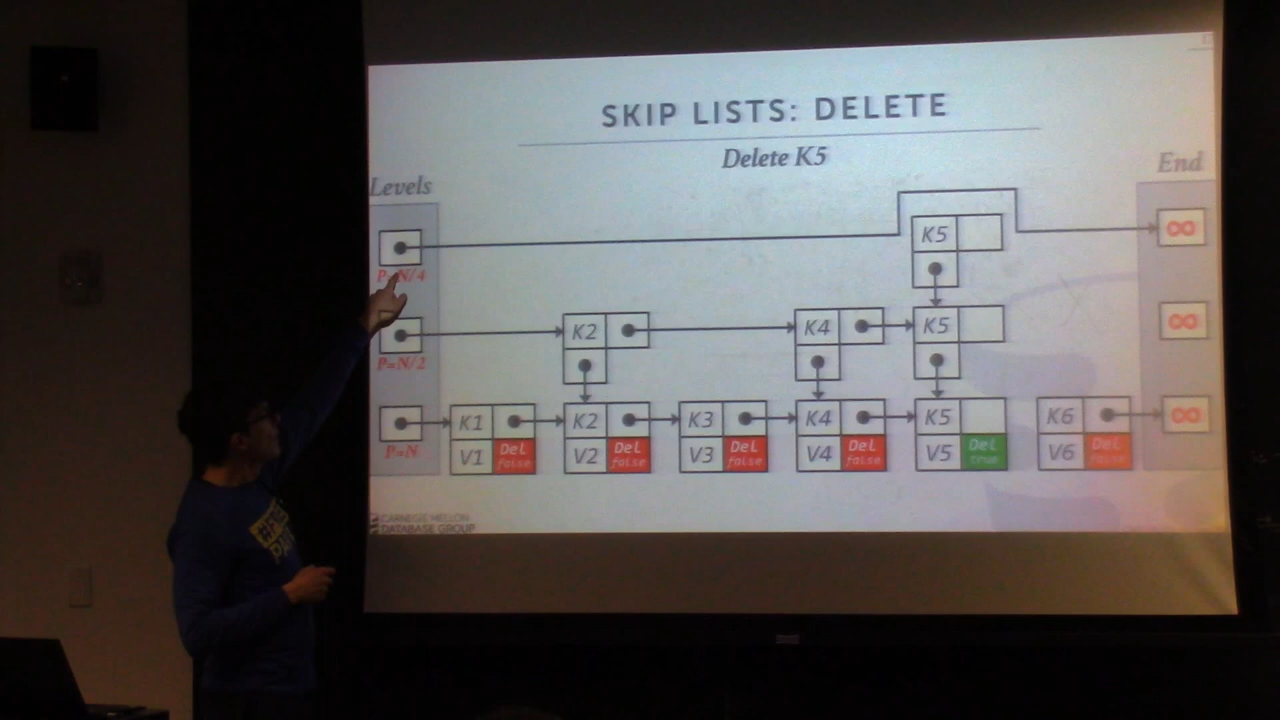 SKIP LISTS: DELETE
Delete K5
Levels
End
K5
∞
P=N/4
K2
K4
K5
∞
P=N/2
K1
K2
K3
K4
K5
K6
∞
P=N
V1
Del false
V2
Del false
V3
Del false
V4
Del false
V5
Del true
V6
Del false
CARNEGIE MELLON
DATABASE GROUP